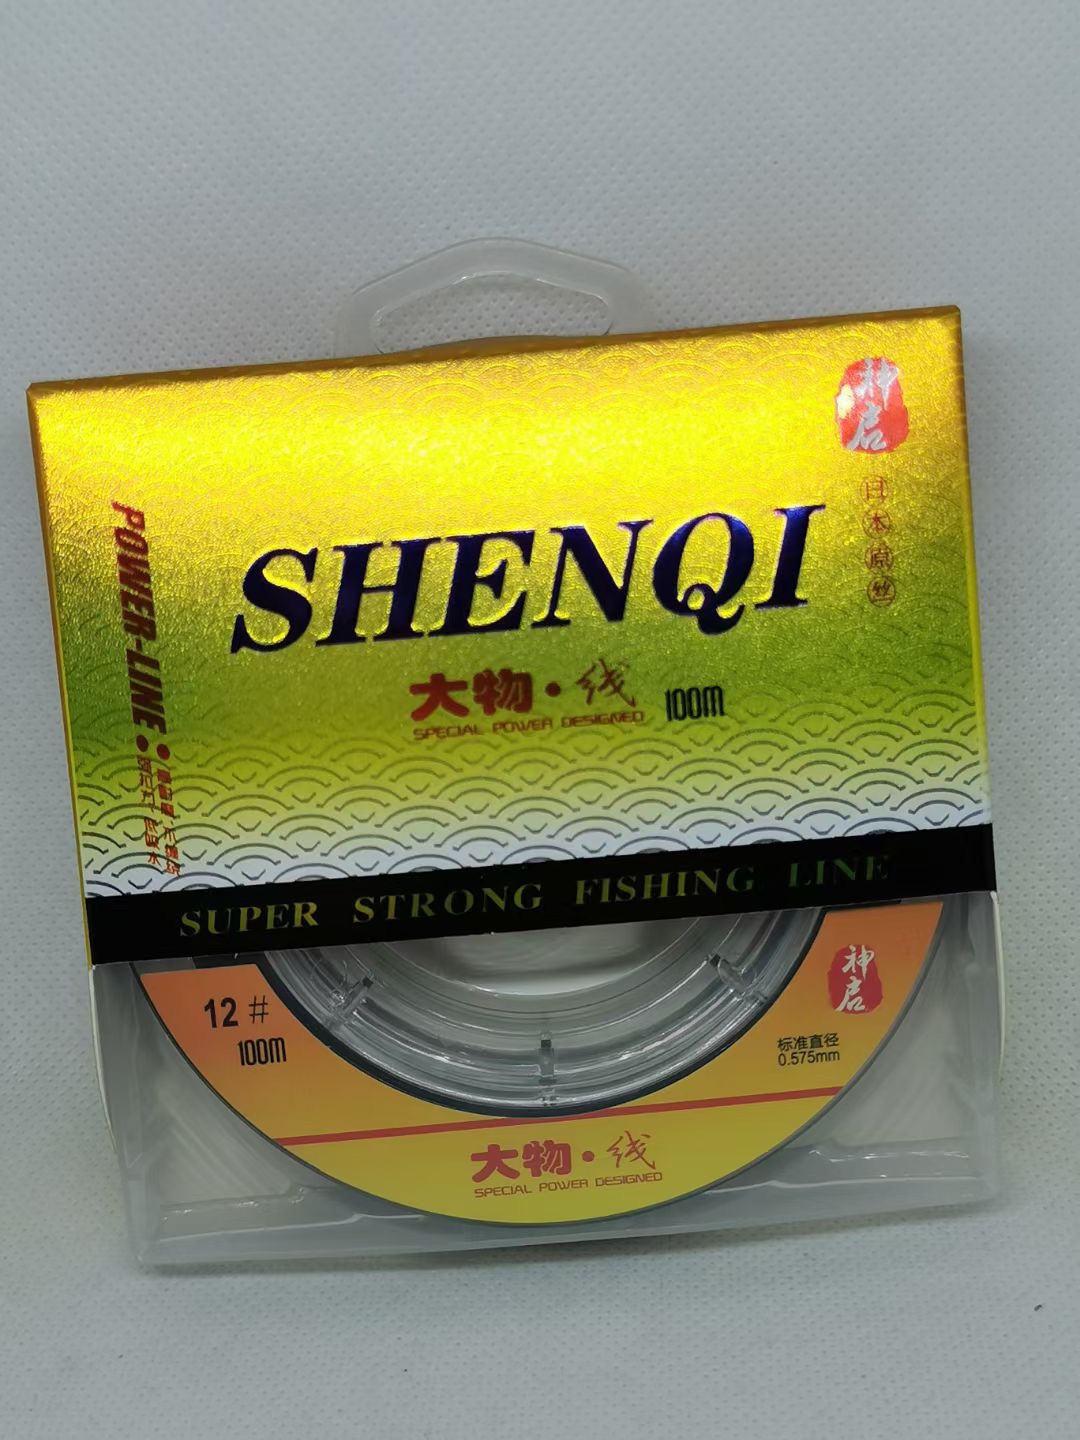 神启
日本原丝
SHENQI
POWER-LINE
大物·线 100M
SPECIAL POWER DESIGNED
SUPER STRONG FISHING LINE
12#
100M
神启
标准直径
0.575mm
大物·线
SPECIAL POWER DESIGNED